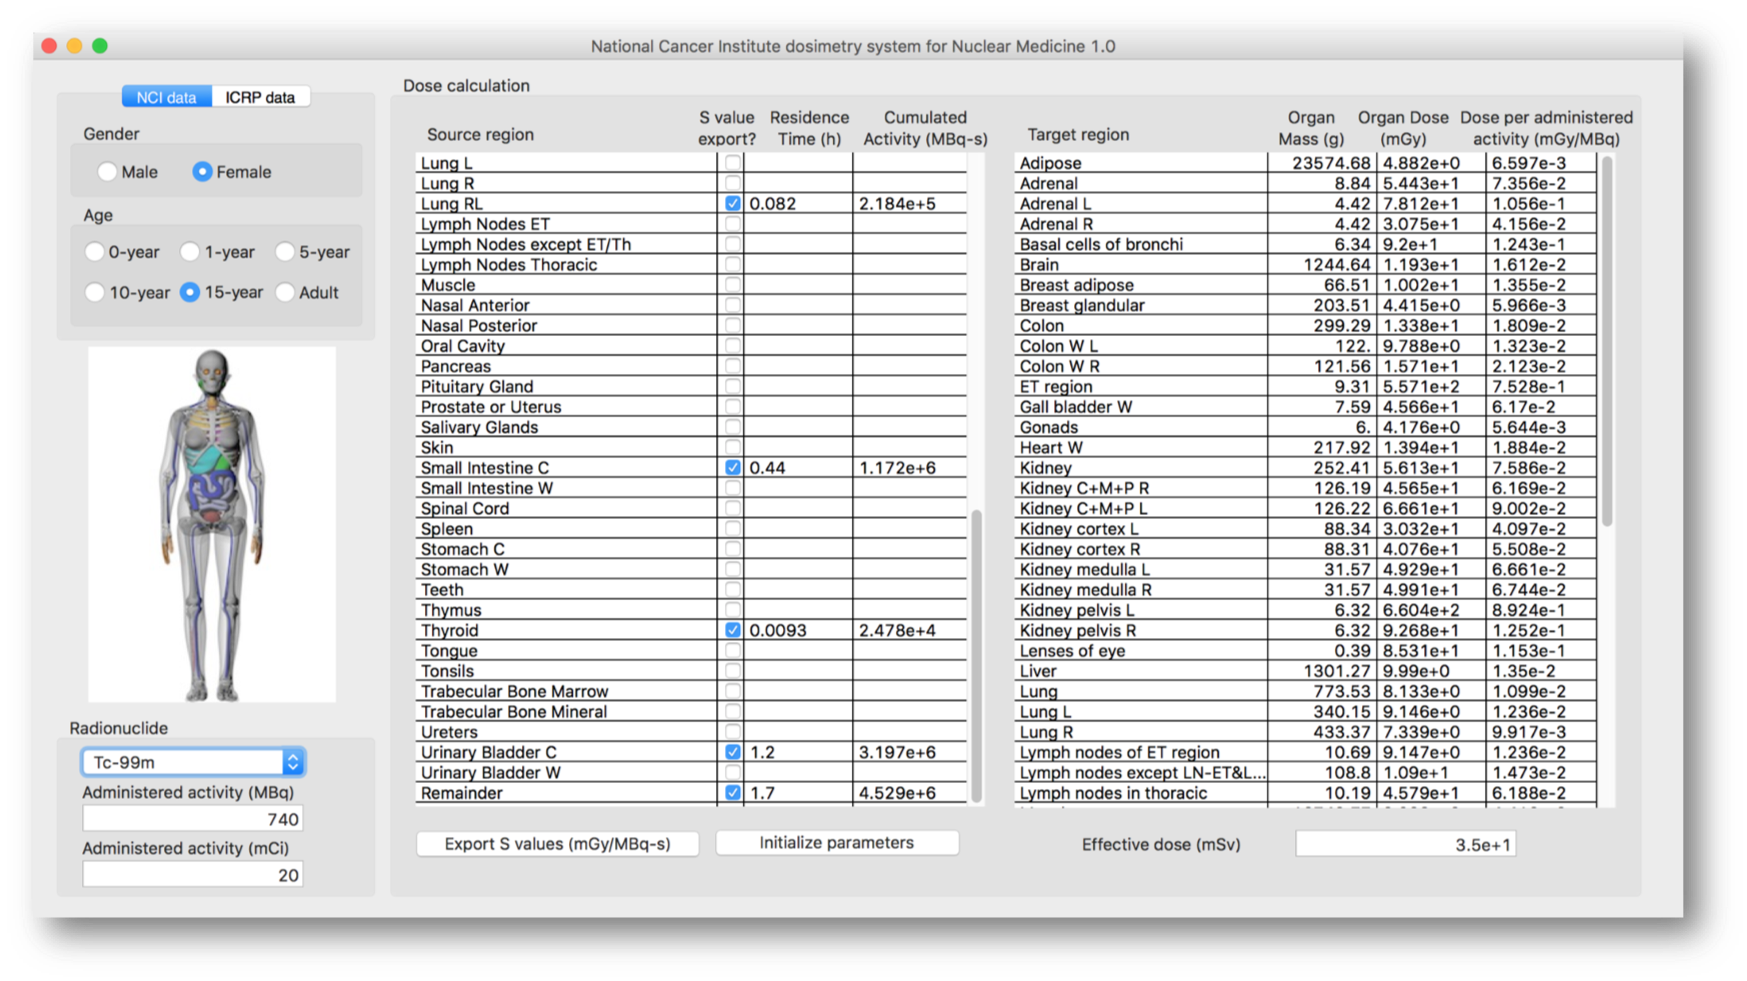 National Cancer Institute dosimetry system for Nuclear Medicine 1.0
NCI data ICRP data
Gender
Male Female
Age
0-year 1-year 5-year
10-year 15-year Adult
Radionuclide
Tc-99m
Administered activity (MBq)
740
Administered activity (mCi)
20
Dose calculation
Source region S value export? Residence Time (h) Cumulated Activity (MBq-s)
Lung L
Lung R
Lung RL 0.082 2.184e+5
Lymph Nodes ET
Lymph Nodes except ET/Th
Lymph Nodes Thoracic
Muscle
Nasal Anterior
Nasal Posterior
Oral Cavity
Pancreas
Pituitary Gland
Prostate or Uterus
Salivary Glands
Skin
Small Intestine C 0.44 1.172e+6
Small Intestine W
Spinal Cord
Spleen
Stomach C
Stomach W
Teeth
Thymus
Thyroid 0.0093 2.478e+4
Tongue
Tonsils
Trabecular Bone Marrow
Trabecular Bone Mineral
Ureters
Urinary Bladder C 1.2 3.197e+6
Urinary Bladder W
Remainder 1.7 4.529e+6
Export S values (mGy/MBq-s) Initialize parameters
Target region Organ Mass (g) Organ Dose (mGy) Dose per administered activity (mGy/MBq)
Adipose 23574.68 4.882e+0 6.597e-3
Adrenal 8.84 5.443e+1 7.356e-2
Adrenal L 4.42 7.812e+1 1.056e-1
Adrenal R 4.42 3.075e+1 4.156e-2
Basal cells of bronchi 6.34 9.2e+1 1.243e-1
Brain 1244.64 1.193e+1 1.612e-2
Breast adipose 66.51 1.002e+1 1.355e-2
Breast glandular 203.51 4.415e+0 5.966e-3
Colon 299.29 1.338e+1 1.809e-2
Colon W L 122. 9.788e+0 1.323e-2
Colon W R 121.56 1.571e+1 2.123e-2
ET region 9.31 5.571e+2 7.528e-1
Gall bladder W 7.59 4.566e+1 6.17e-2
Gonads 6. 4.176e+0 5.644e-3
Heart W 217.92 1.394e+1 1.884e-2
Kidney 252.41 5.613e+1 7.586e-2
Kidney C+M+P R 126.19 4.565e+1 6.169e-2
Kidney C+M+P L 126.22 6.661e+1 9.002e-2
Kidney cortex L 88.34 3.032e+1 4.097e-2
Kidney cortex R 88.31 4.076e+1 5.508e-2
Kidney medulla L 31.57 4.929e+1 6.661e-2
Kidney medulla R 31.57 4.991e+1 6.744e-2
Kidney pelvis L 6.32 6.604e+2 8.924e-1
Kidney pelvis R 6.32 9.268e+1 1.252e-1
Lenses of eye 0.39 8.531e+1 1.153e-1
Liver 1301.27 9.99e+0 1.35e-2
Lung 773.53 8.133e+0 1.099e-2
Lung L 340.15 9.146e+0 1.236e-2
Lung R 433.37 7.339e+0 9.917e-3
Lymph nodes of ET region 10.69 9.147e+0 1.236e-2
Lymph nodes except LN-ET&L... 108.8 1.09e+1 1.473e-2
Lymph nodes in thoracic 10.19 4.579e+1 6.188e-2
Effective dose (mSv) 3.5e+1